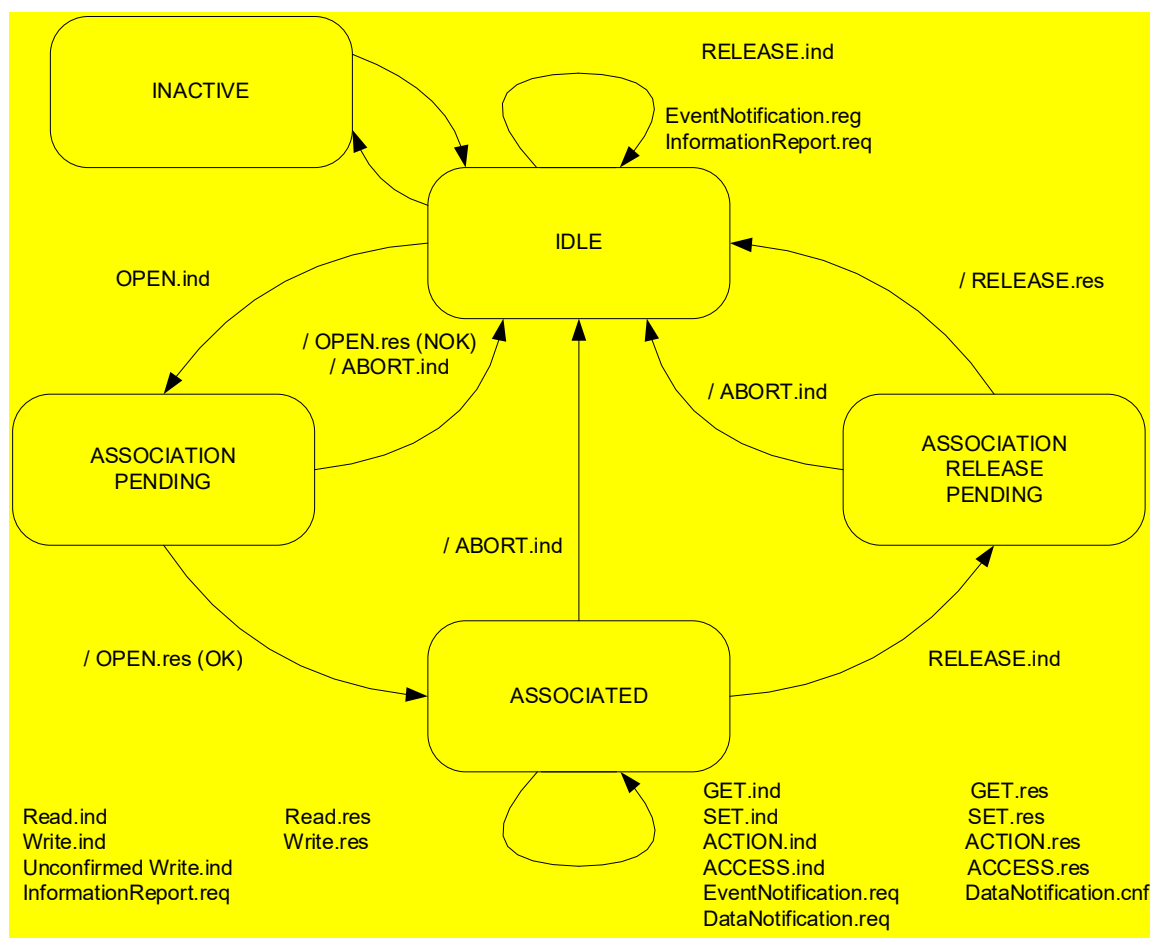 INACTIVE
RELEASE.ind
EventNotification.reg
InformationReport.req
IDLE
OPEN.ind
/ OPEN.res (NOK)
/ ABORT.ind
/ RELEASE.res
/ ABORT.ind
ASSOCIATION
PENDING
ASSOCIATION
RELEASE
PENDING
/ ABORT.ind
/ OPEN.res (OK)
RELEASE.ind
ASSOCIATED
Read.ind
Write.ind
Unconfirmed Write.ind
InformationReport.req
Read.res
Write.res
GET.ind
SET.ind
ACTION.ind
ACCESS.ind
EventNotification.req
DataNotification.req
GET.res
SET.res
ACTION.res
ACCESS.res
DataNotification.cnf